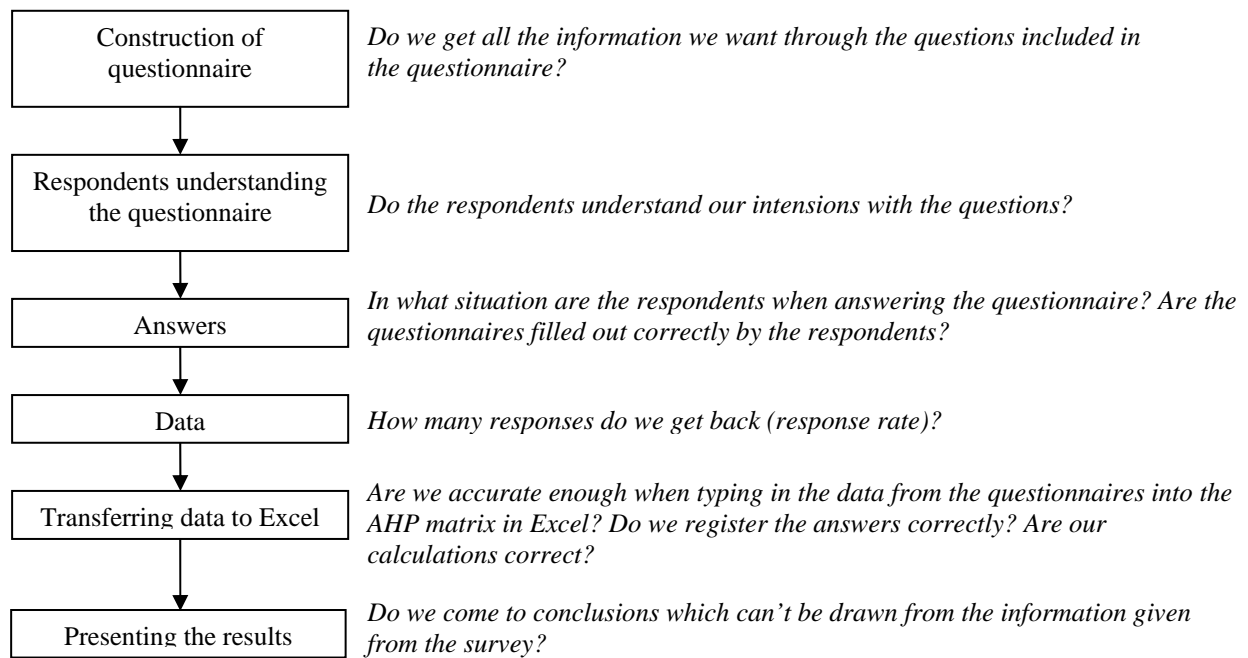 Construction of
questionnaire
Do we get all the information we want through the questions included in
the questionnaire?
Respondents understanding
the questionnaire
Do the respondents understand our intensions with the questions?
Answers
In what situation are the respondents when answering the questionnaire? Are the
questionnaires filled out correctly by the respondents?
Data
How many responses do we get back (response rate)?
Transferring data to Excel
Are we accurate enough when typing in the data from the questionnaires into the
AHP matrix in Excel? Do we register the answers correctly? Are our
calculations correct?
Presenting the results
Do we come to conclusions which can't be drawn from the information given
from the survey?